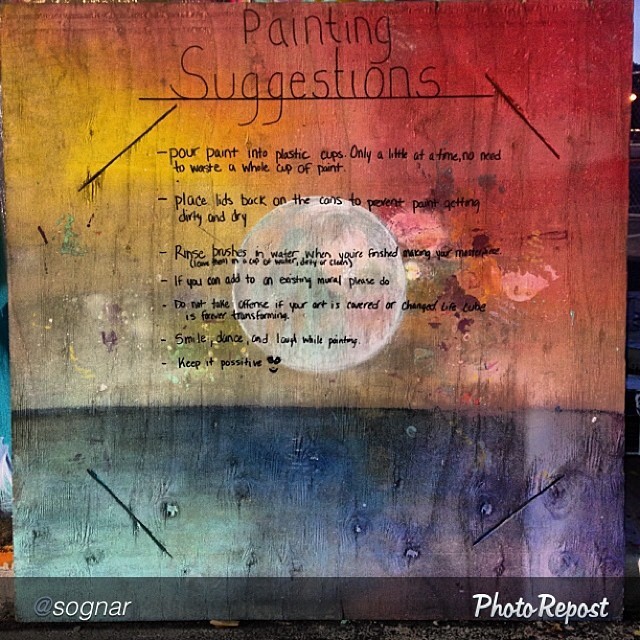 Painting
Suggestions
- pour paint into plastic cups. Only a little at a time, no need
to waste a whole cup of paint.
- place lids back on the cans to prevent paint getting
dirty and dry
- Rinse brushes in water when you're finished making your masterpiece
(leave them in a cup of water, dirty or clean)
- If you can add to an existing mural please do
- Do not take offense if your art is covered or changed Life Cube
is forever transforming.
- Smile, dance, and laugh while painting.
- Keep it possitive
@sognar
Photo Repost